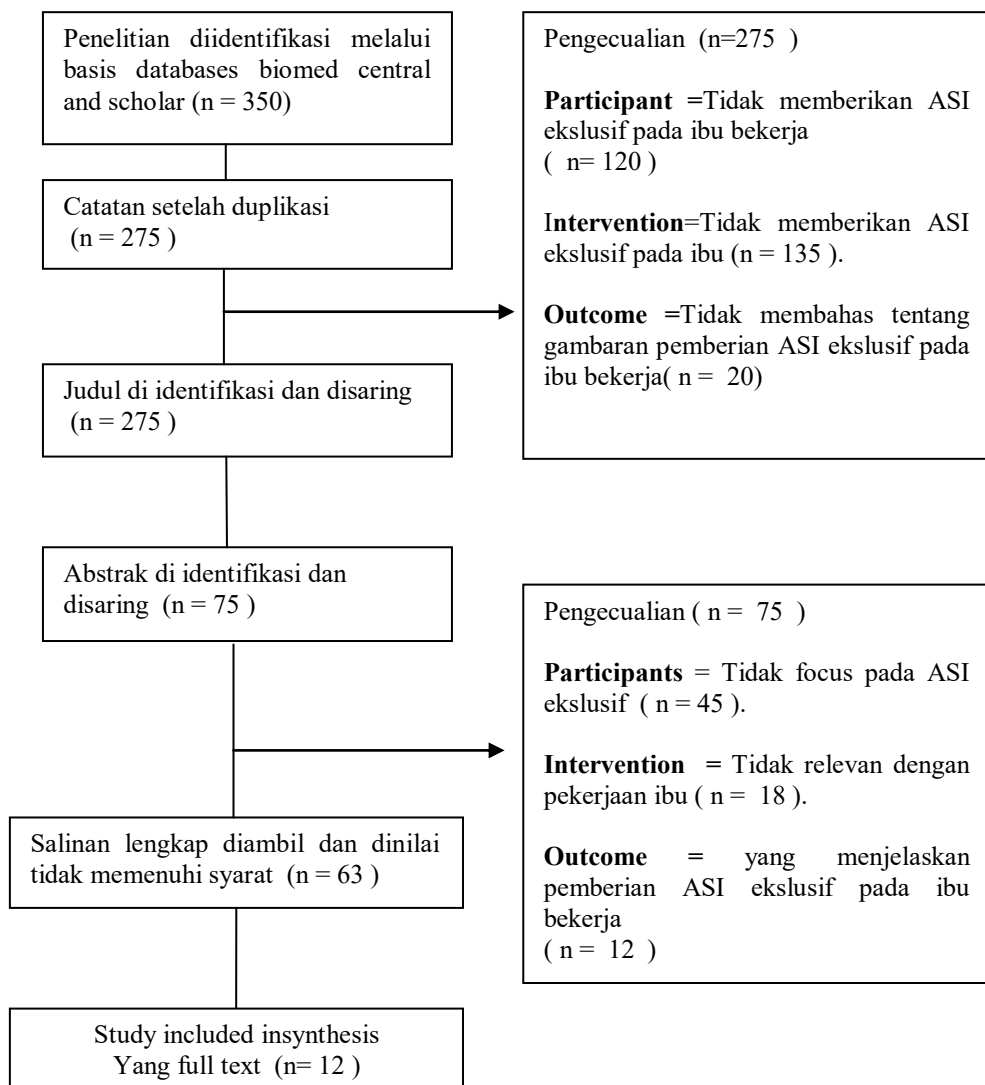 Penelitian diidentifikasi melalui
basis databases biomed central
and scholar (n = 350)
Catatan setelah duplikasi
(n = 275 )
Judul di identifikasi dan disaring
(n = 275 )
Abstrak di identifikasi dan
disaring (n = 75 )
Salinan lengkap diambil dan dinilai
tidak memenuhi syarat (n = 63 )
Study included insynthesis
Yang full text (n= 12 )
Pengecualian (n=275 )
Participant =Tidak memberikan ASI
ekslusif pada ibu bekerja
( n= 120 )
Intervention=Tidak memberikan ASI
ekslusif pada ibu (n = 135 ).
Outcome =Tidak membahas tentang
gambaran pemberian ASI ekslusif pada
ibu bekerja( n = 20)
Pengecualian ( n = 75 )
Participants = Tidak focus pada ASI
ekslusif ( n = 45 ).
Intervention = Tidak relevan dengan
pekerjaan ibu ( n = 18 ).
Outcome = yang menjelaskan
pemberian ASI ekslusif pada ibu
bekerja
( n = 12 )